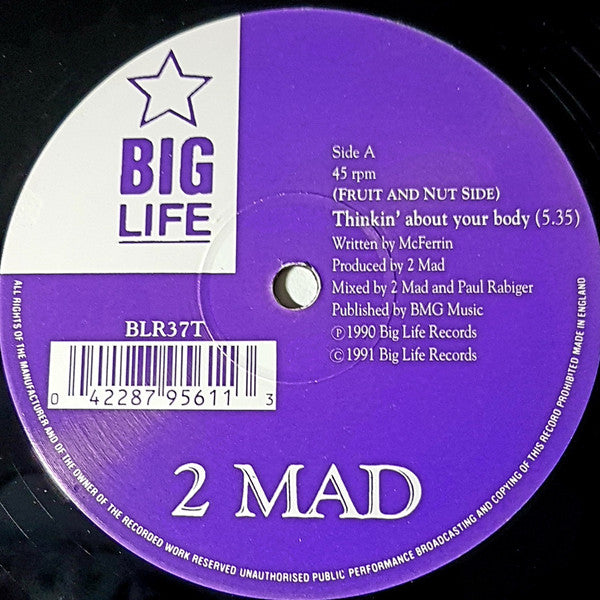 BIG
LIFE
Side A
45 rpm
(FRUIT AND NUT SIDE)
Thinkin' about your body (5.35)
Written by McFerrin
Produced by 2 Mad
Mixed by 2 Mad and Paul Rabiger
Published by BMG Music
Ⓟ 1990 Big Life Records
© 1991 Big Life Records
BLR37T
0 42287 95611 3
2 MAD
ALL RIGHTS OF THE MANUFACTURER AND OF THE OWNER OF THE RECORDED WORK RESERVED UNAUTHORISED PUBLIC PERFORMANCE BROADCASTING AND COPYING OF THIS RECORD PROHIBITED MADE IN ENGLAND